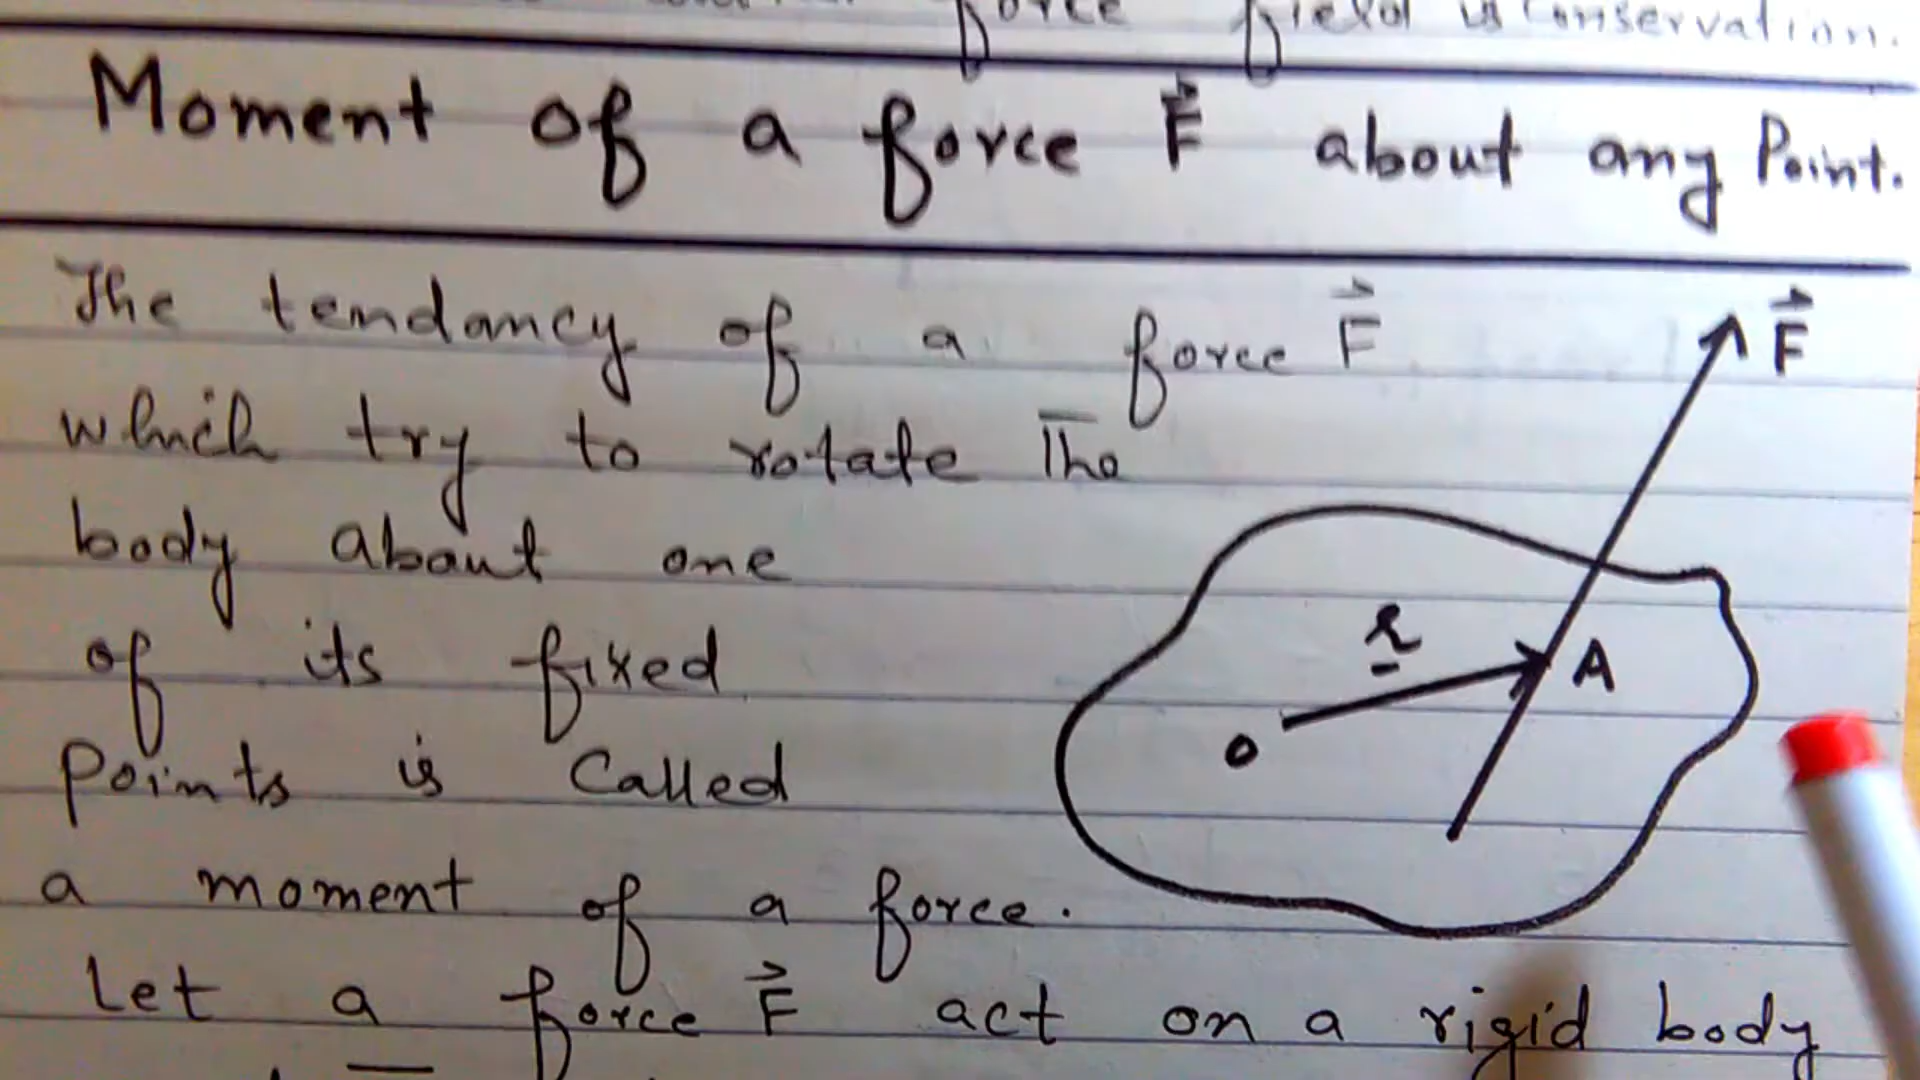 force field is conservation.
Moment of a force F⃗ about any Point.
The tendancy of a force F⃗
which try to rotate The
body about one
of its fixed
Points is Called
a moment of a force.
Let a force F⃗ act on a rigid body
F⃗
r
A
O